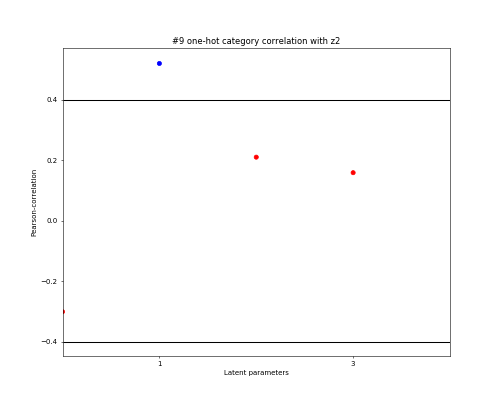 #9 one-hot category correlation with z2
0.4
0.2
0.0
−0.2
−0.4
Pearson-correlation
1
3
Latent parameters